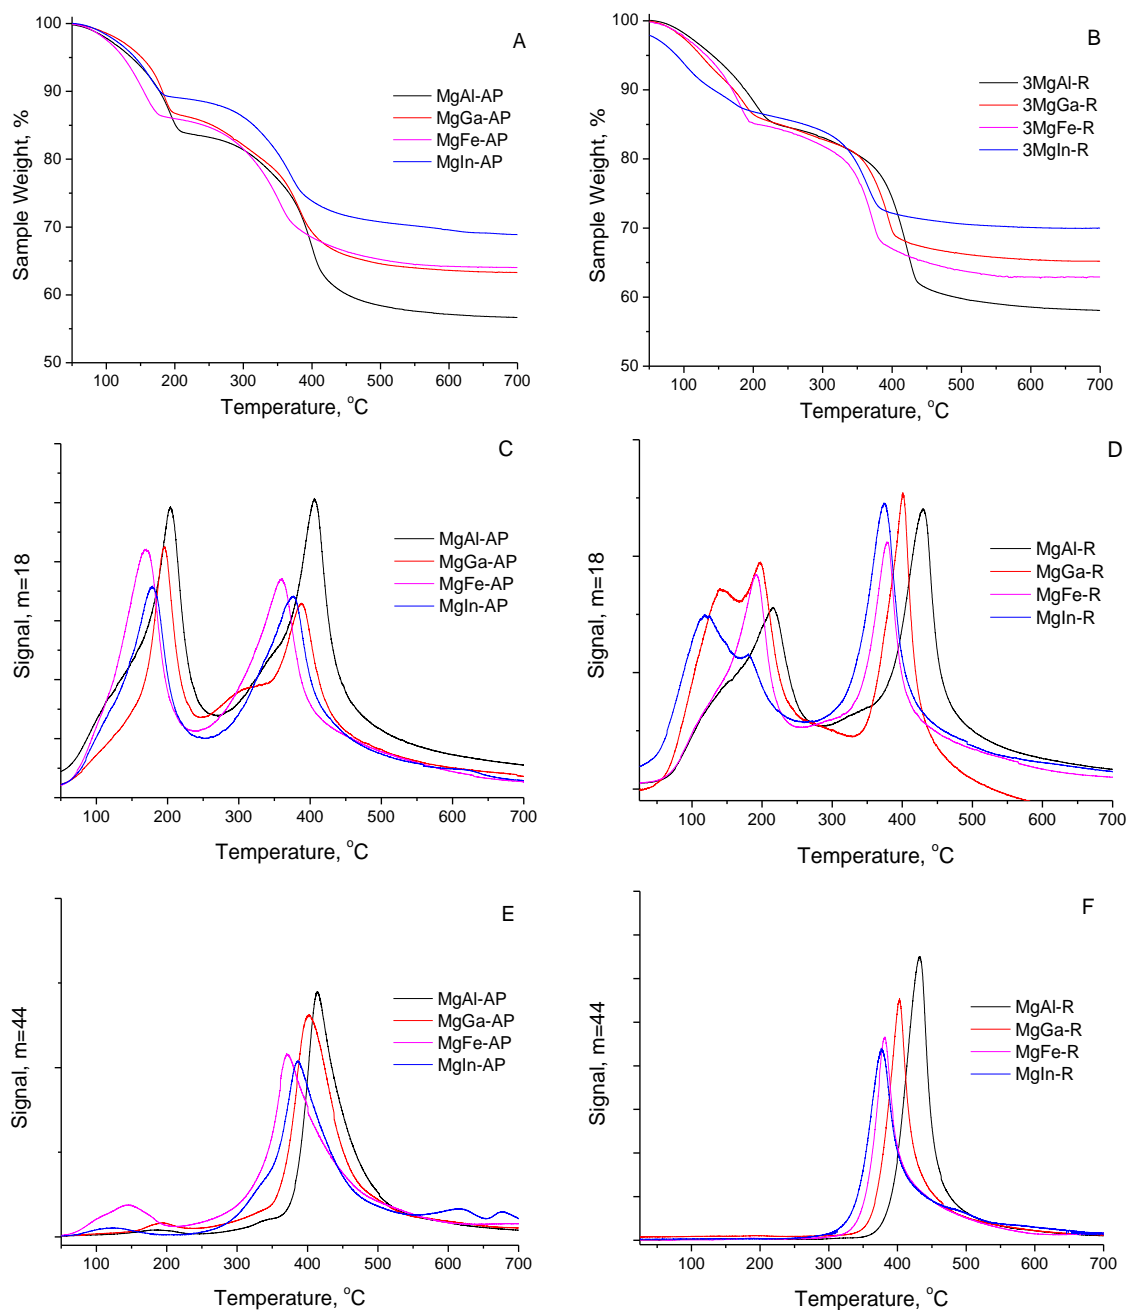 A
100
90
80
70
60
50
Sample Weight, %
MgAl-AP
MgGa-AP
MgFe-AP
MgIn-AP
100 200 300 400 500 600 700
Temperature, °C
B
100
90
80
70
60
50
Sample Weight, %
3MgAl-R
3MgGa-R
3MgFe-R
3MgIn-R
100 200 300 400 500 600 700
Temperature, °C
C
Signal, m=18
MgAl-AP
MgGa-AP
MgFe-AP
MgIn-AP
100 200 300 400 500 600 700
Temperature, °C
D
Signal, m=18
MgAl-R
MgGa-R
MgFe-R
MgIn-R
100 200 300 400 500 600 700
Temperature, °C
E
Signal, m=44
MgAl-AP
MgGa-AP
MgFe-AP
MgIn-AP
100 200 300 400 500 600 700
Temperature, °C
F
Signal, m=44
MgAl-R
MgGa-R
MgFe-R
MgIn-R
100 200 300 400 500 600 700
Temperature, °C